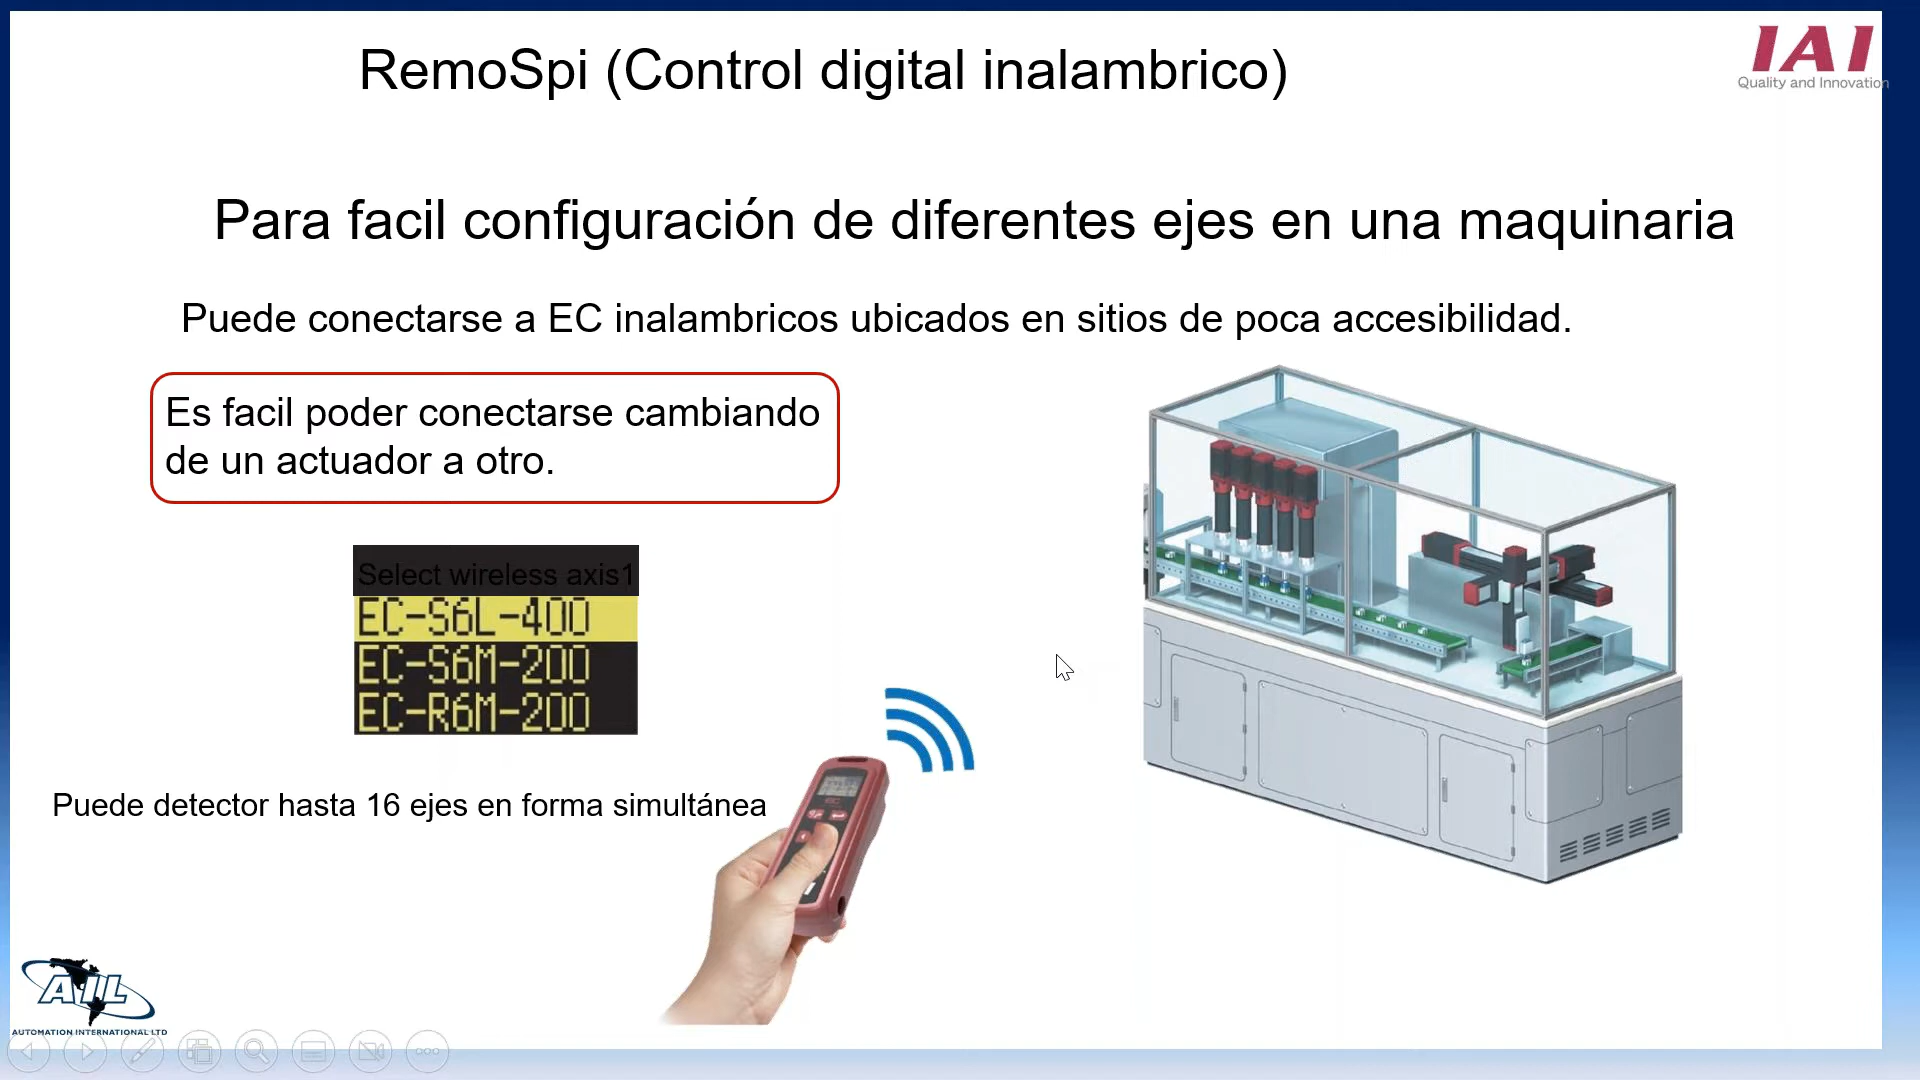 RemoSpi (Control digital inalambrico)
IAI
Quality and Innovation
Para facil configuración de diferentes ejes en una maquinaria
Puede conectarse a EC inalambricos ubicados en sitios de poca accesibilidad.
Es facil poder conectarse cambiando
de un actuador a otro.
Select wireless axis1
EC-S6L-400
EC-S6M-200
EC-R6M-200
Puede detector hasta 16 ejes en forma simultánea
EC
AIL
AUTOMATION INTERNATIONAL LTD